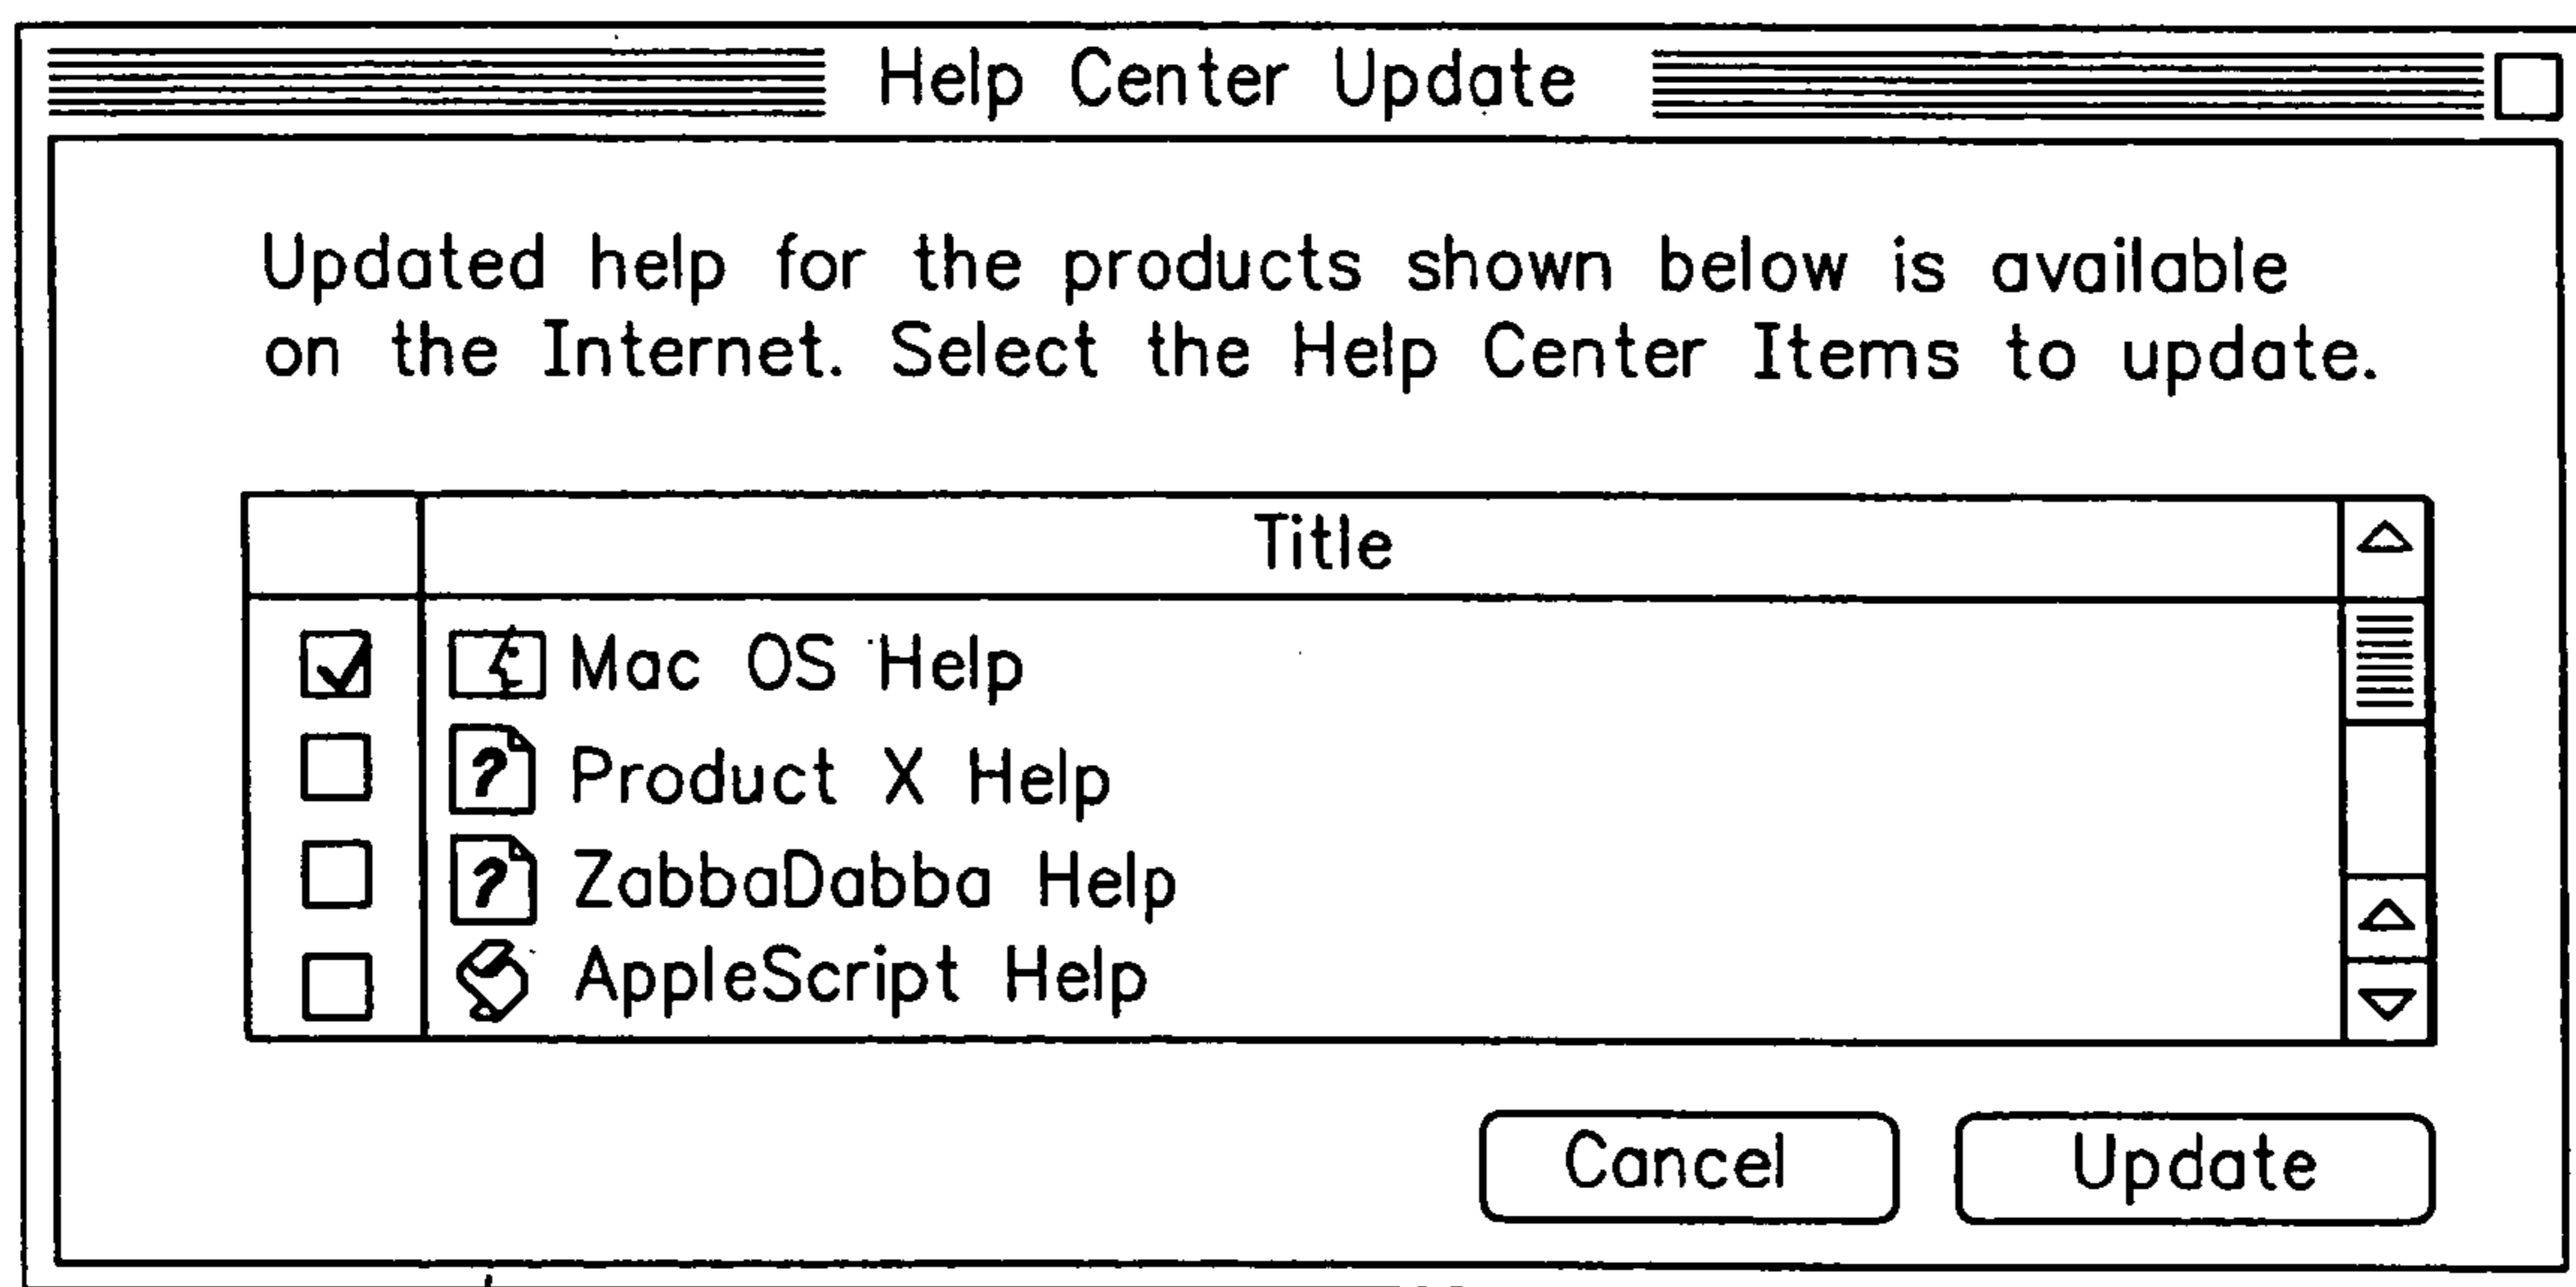 Help Center Update
Updated help for the products shown below is available
on the Internet. Select the Help Center Items to update.
Title
Mac OS Help
? Product X Help
? ZabbaDabba Help
AppleScript Help
Cancel Update